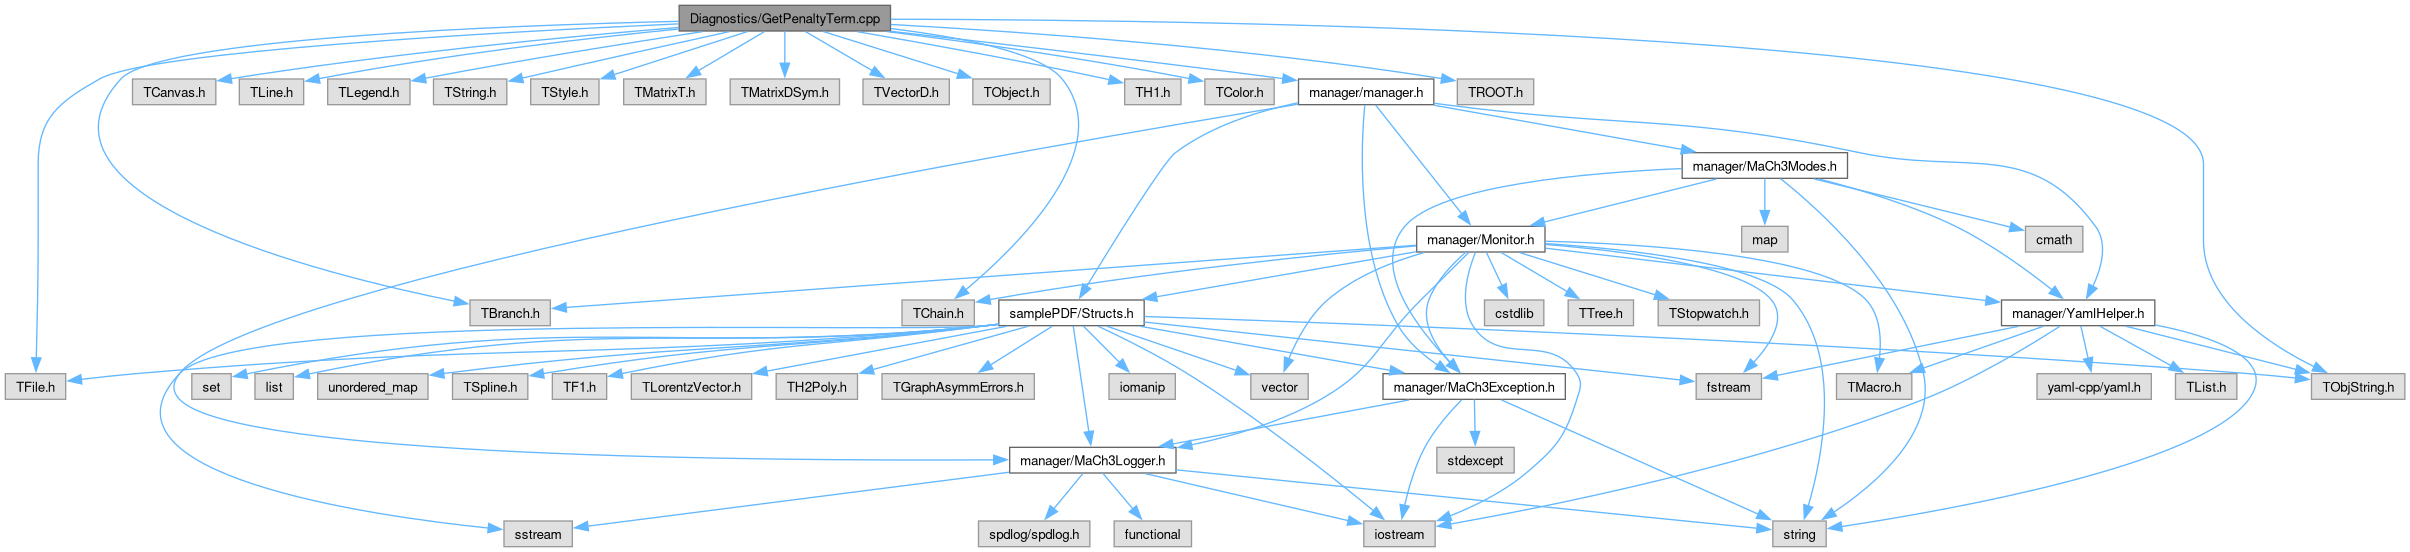 Diagnostics/GetPenaltyTerm.cpp
TCanvas.h
TLine.h
TLegend.h
TString.h
TStyle.h
TMatrixT.h
TMatrixDSym.h
TVectorD.h
TObject.h
TH1.h
TColor.h
manager/manager.h
TROOT.h
manager/MaCh3Modes.h
manager/Monitor.h
map
cmath
TBranch.h
TChain.h
samplePDF/Structs.h
cstdlib
TTree.h
TStopwatch.h
manager/YamlHelper.h
TFile.h
set
list
unordered_map
TSpline.h
TF1.h
TLorentzVector.h
TH2Poly.h
TGraphAsymmErrors.h
iomanip
vector
manager/MaCh3Exception.h
fstream
TMacro.h
yaml-cpp/yaml.h
TList.h
TObjString.h
manager/MaCh3Logger.h
stdexcept
sstream
spdlog/spdlog.h
functional
iostream
string